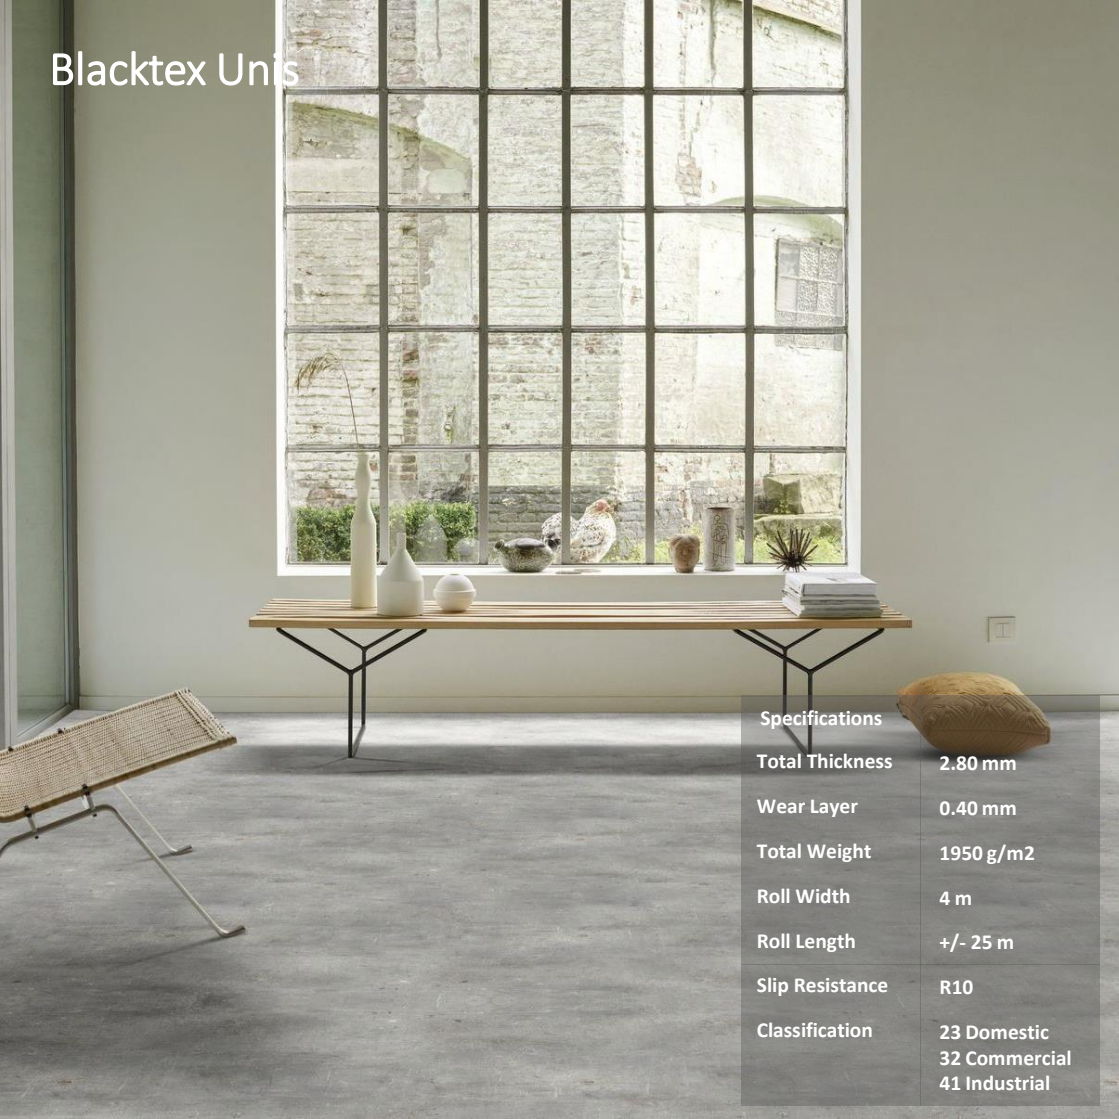 Blacktex Unis
Specifications
Total Thickness 2.80 mm
Wear Layer 0.40 mm
Total Weight 1950 g/m2
Roll Width 4 m
Roll Length +/- 25 m
Slip Resistance R10
Classification 23 Domestic
32 Commercial
41 Industrial